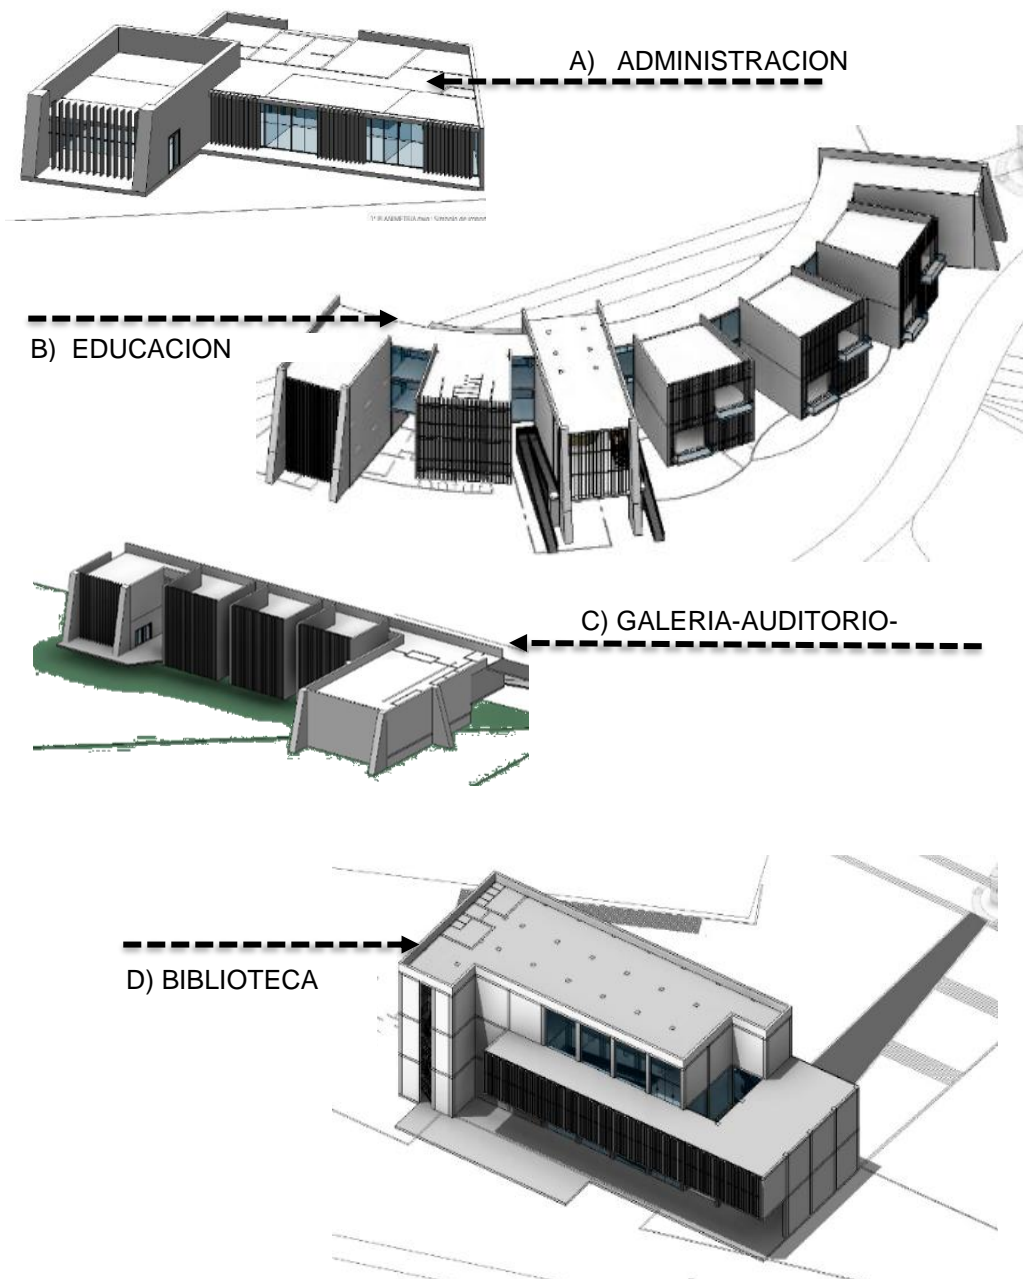 A) ADMINISTRACION
B) EDUCACION
C) GALERIA-AUDITORIO-
D) BIBLIOTECA